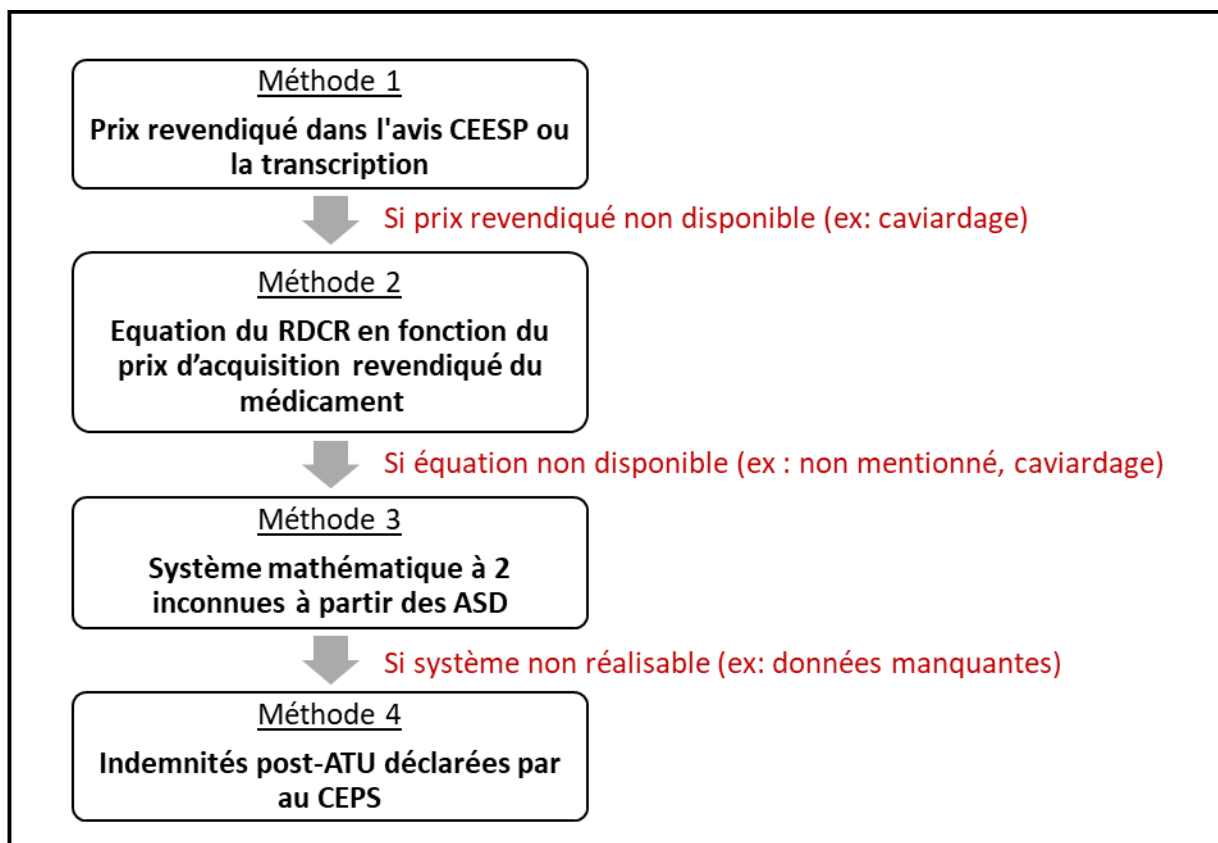 Méthode 1
Prix revendiqué dans l'avis CEESP ou
la transcription
Si prix revendiqué non disponible (ex: caviardage)
Méthode 2
Equation du RDCR en fonction du
prix d’acquisition revendiqué du
médicament
Si équation non disponible (ex : non mentionné, caviardage)
Méthode 3
Système mathématique à 2
inconnues à partir des ASD
Si système non réalisable (ex: données manquantes)
Méthode 4
Indemnités post-ATU déclarées par
au CEPS